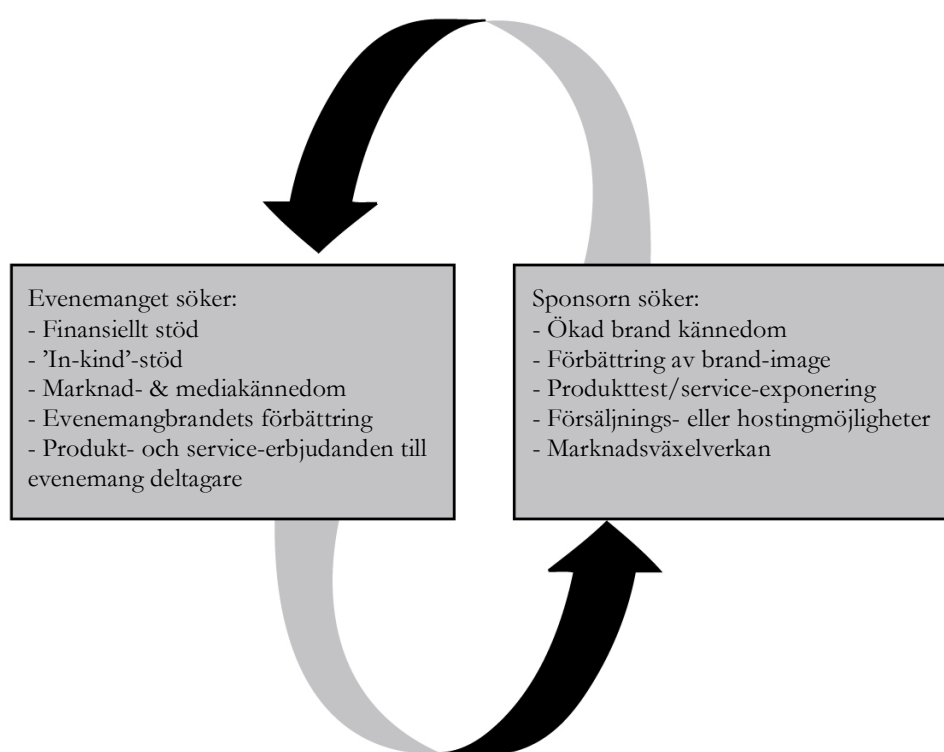 Evenemanget söker:
- Finansiellt stöd
- ’In-kind’-stöd
- Marknad- & mediakännedom
- Evenemangbrandets förbättring
- Produkt- och service-erbjudanden till
evenemang deltagare
Sponsorn söker:
- Ökad brand kännedom
- Förbättring av brand-image
- Produkttest/service-exponering
- Försäljnings- eller hostingmöjligheter
- Marknadsväxelverkan